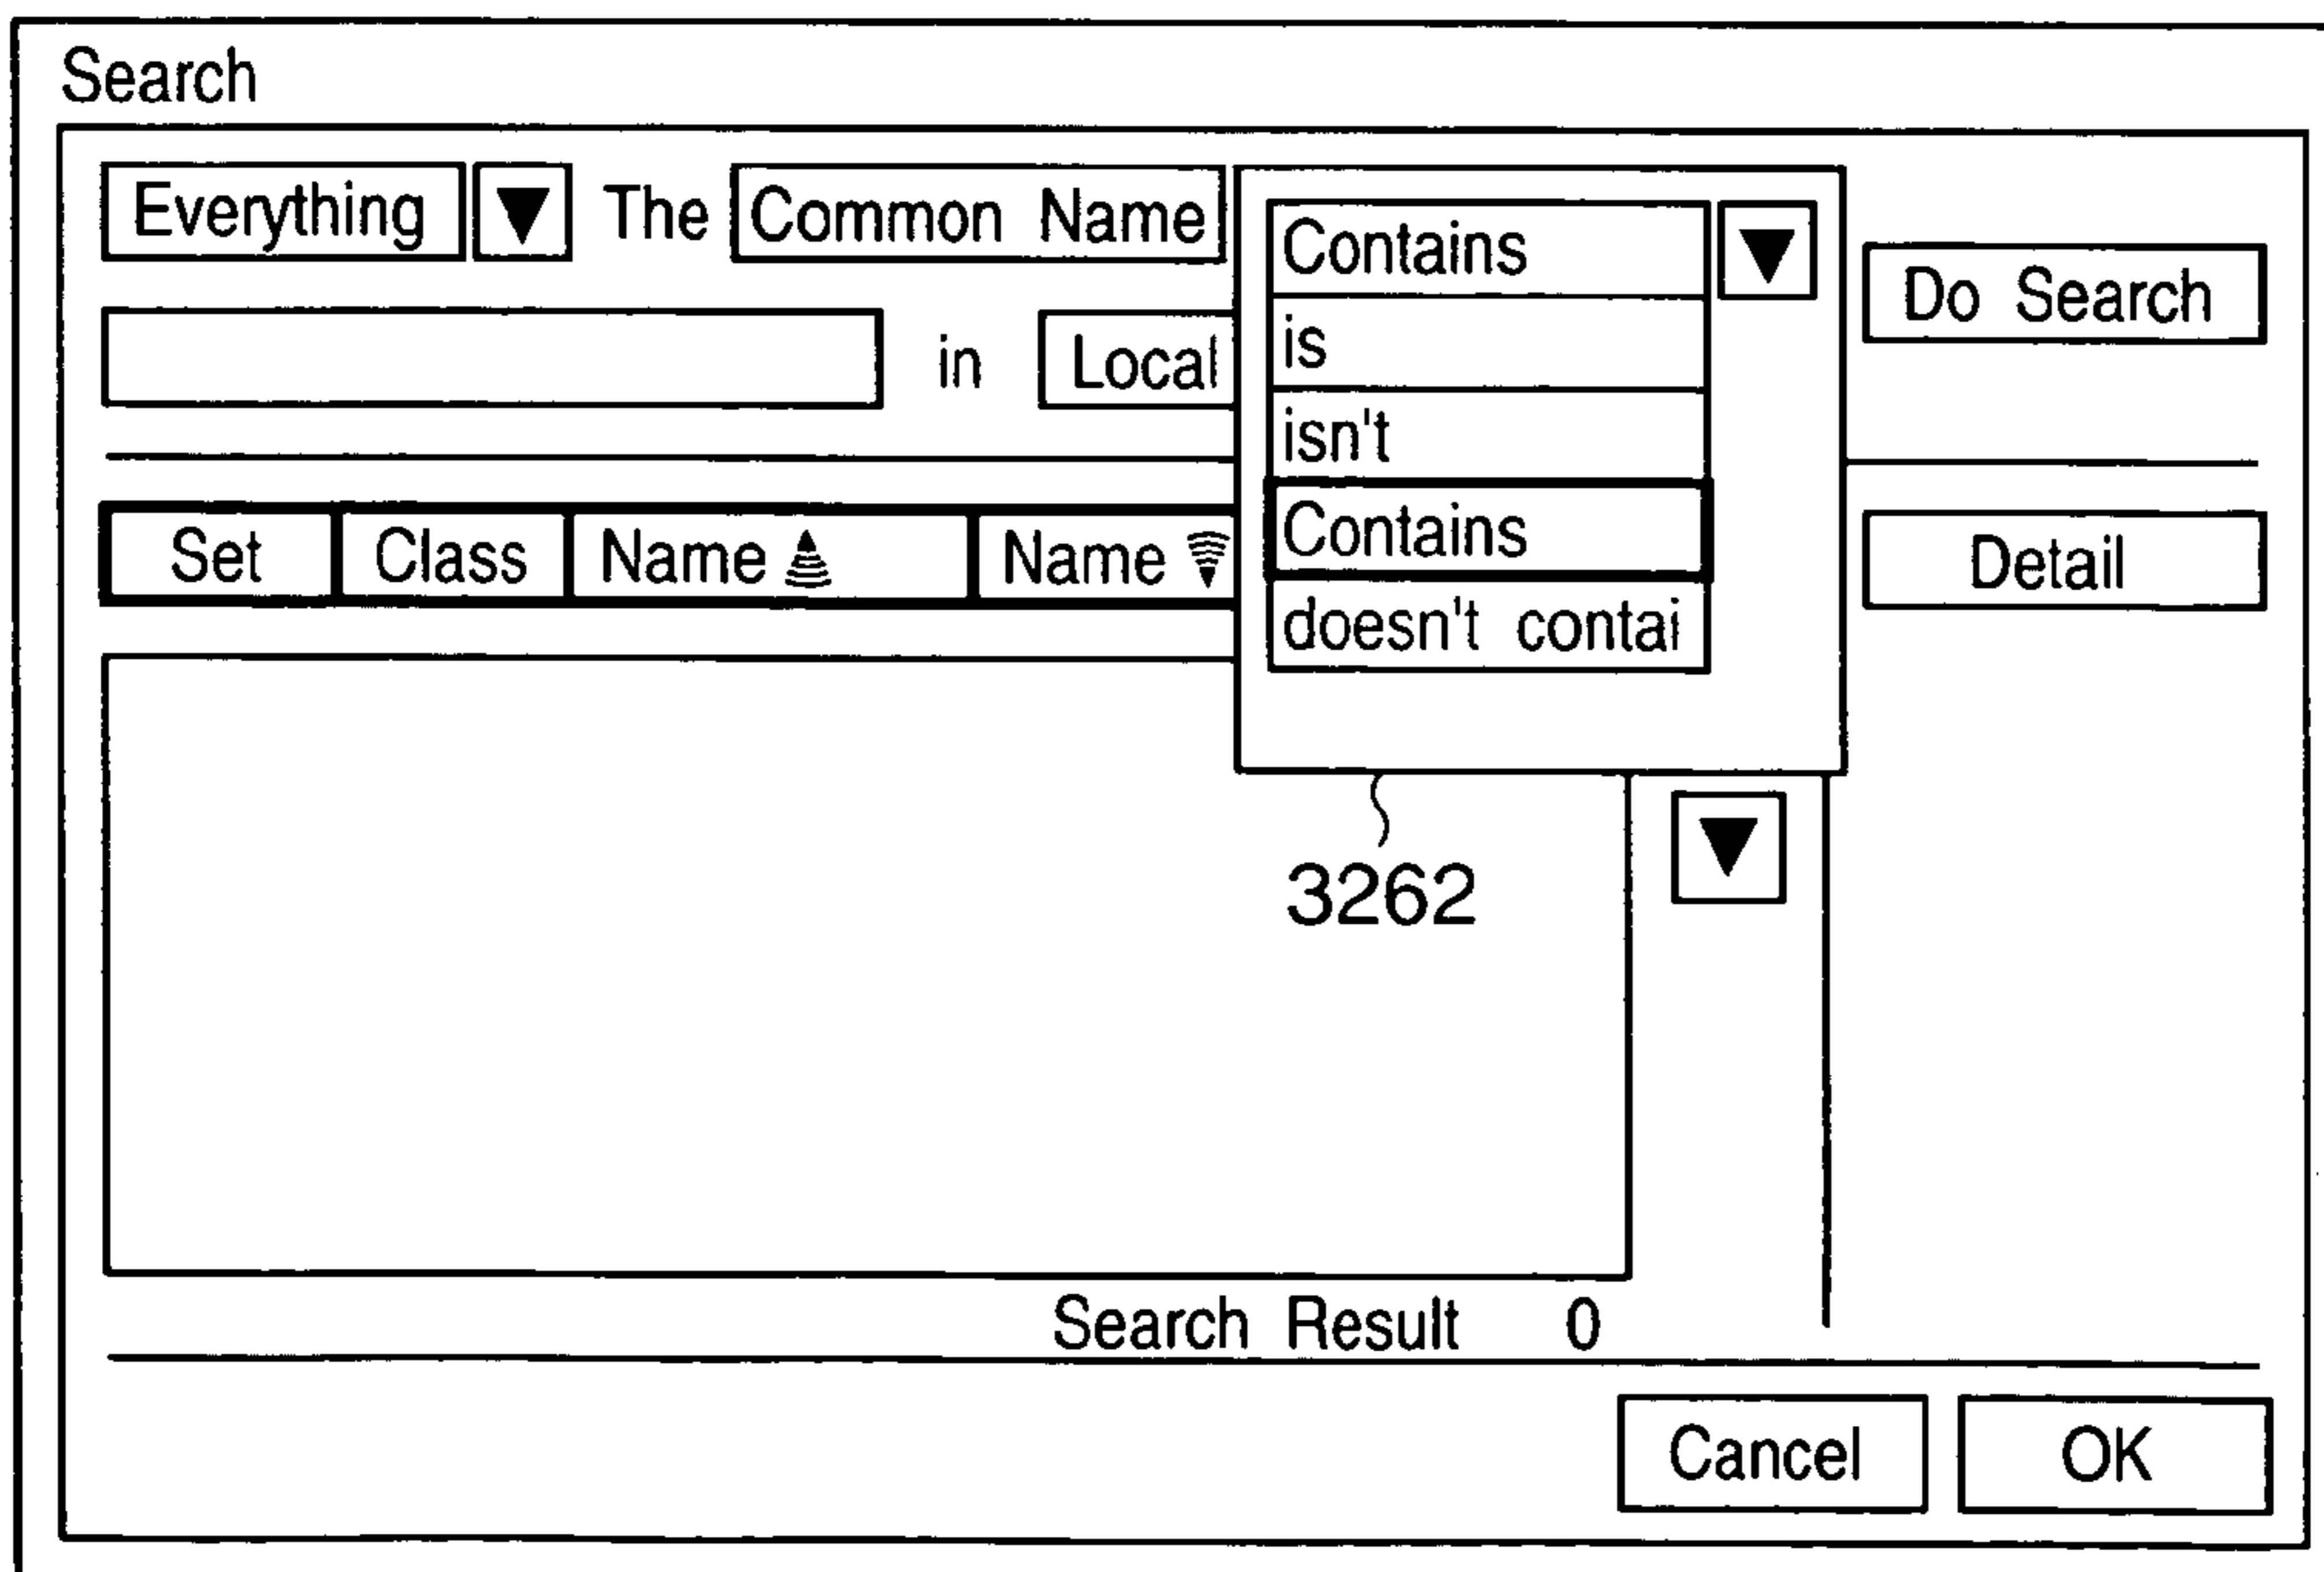 Search
Everything ▼ The Common Name Contains ▼
is
isn't
Contains
doesn't contai
Do Search
in Local
Set Class Name Name
Detail
3262
▼
Search Result 0
Cancel OK